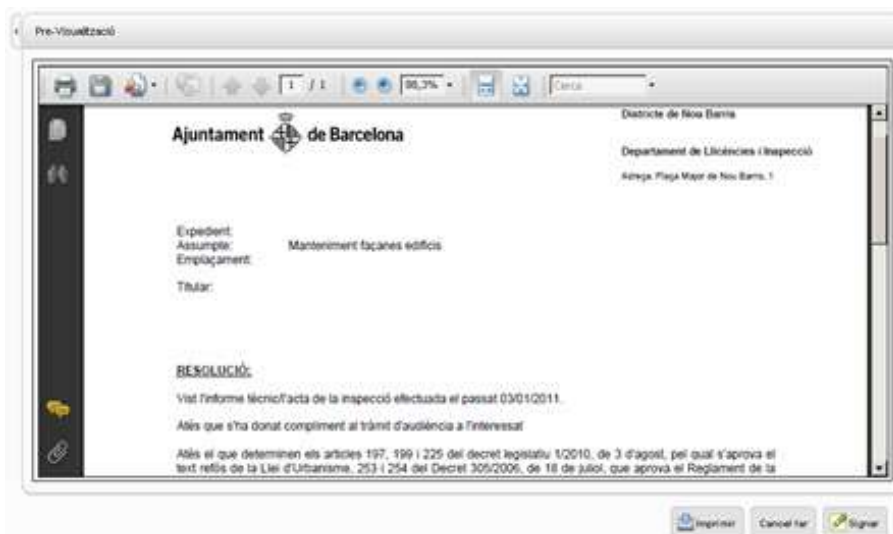 Pre-Visualització
1 / 1 98,3% Cerca
Ajuntament de Barcelona
Districte de Nou Barris
Departament de Llicències i Inspecció
Adreça: Plaça Major de Nou Barris, 1
Expedient:
Assumpte: Manteniment façanes edificis
Emplaçament:
Titular:
RESOLUCIÓ:
Vist l'informe tècnic/l'acta de la inspecció efectuada el passat 03/01/2011.
Atès que s'ha donat compliment al tràmit d'audiència a l'interessat
Atès el que determinen els articles 197, 199 i 225 del decret legislatiu 1/2010, de 3 d'agost, pel qual s'aprova el
text refós de la Llei d'Urbanisme, 253 i 254 del Decret 305/2006, de 18 de juliol, que aprova el Reglament de la
Imprimir Cancel·lar Signar